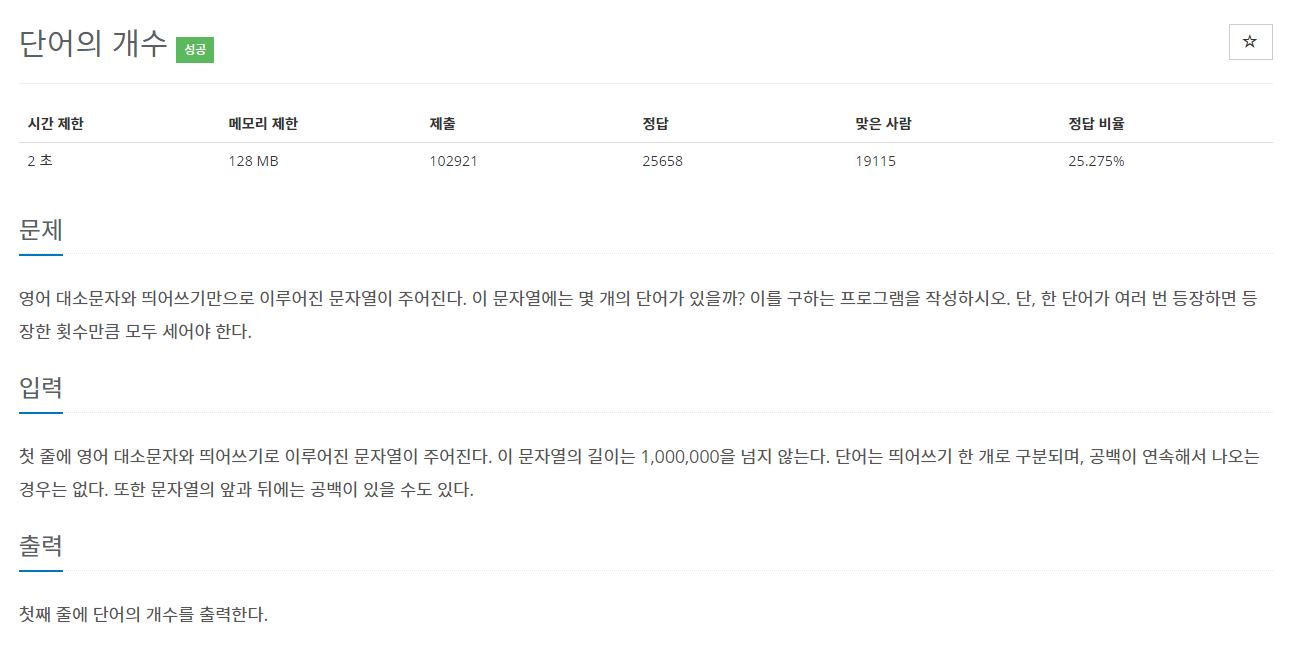 단어의 개수 성공
☆
시간 제한 메모리 제한 제출 정답 맞은 사람 정답 비율
2 초 128 MB 102921 25658 19115 25.275%
문제
영어 대소문자와 띄어쓰기만으로 이루어진 문자열이 주어진다. 이 문자열에는 몇 개의 단어가 있을까? 이를 구하는 프로그램을 작성하시오. 단, 한 단어가 여러 번 등장하면 등
장한 횟수만큼 모두 세어야 한다.
입력
첫 줄에 영어 대소문자와 띄어쓰기로 이루어진 문자열이 주어진다. 이 문자열의 길이는 1,000,000을 넘지 않는다. 단어는 띄어쓰기 한 개로 구분되며, 공백이 연속해서 나오는
경우는 없다. 또한 문자열의 앞과 뒤에는 공백이 있을 수도 있다.
출력
첫째 줄에 단어의 개수를 출력한다.